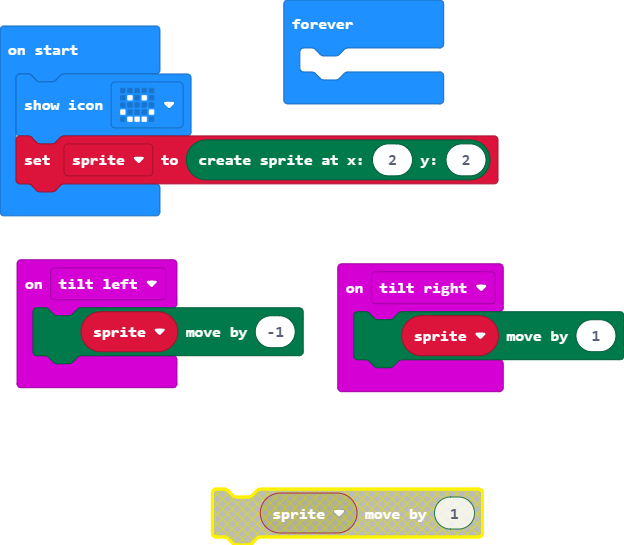 forever
on start
show icon
set sprite to create sprite at x: 2 y: 2
on tilt left
sprite move by -1
on tilt right
sprite move by 1
sprite move by 1